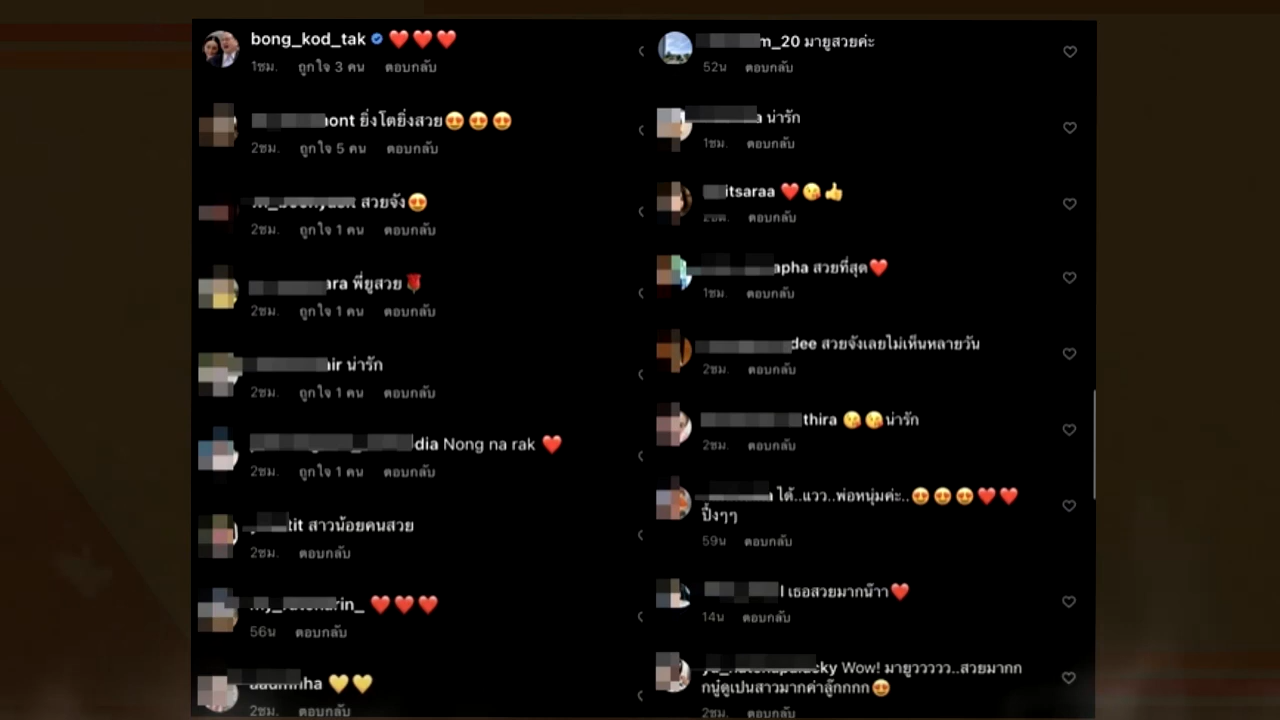 bong_kod_tak ❤️❤️❤️
1ชม. ถูกใจ 3 คน ตอบกลับ
ont ยิ่งโตยิ่งสวย😍😍😍
2ชม. ถูกใจ 5 คน ตอบกลับ
สวยจัง😍
2ชม. ถูกใจ 1 คน ตอบกลับ
ara พี่ยูสวย🌹
2ชม. ถูกใจ 1 คน ตอบกลับ
air น่ารัก
2ชม. ถูกใจ 1 คน ตอบกลับ
dia Nong na rak ❤️
2ชม. ถูกใจ 1 คน ตอบกลับ
tit สาวน้อยคนสวย
2ชม. ตอบกลับ
rin_ ❤️❤️❤️
56น ตอบกลับ
ha 💛💛
2ชม. ตอบกลับ
m_20 มายูสวยค่ะ
52น ตอบกลับ
a น่ารัก
1ชม. ตอบกลับ
itsaraa ❤️😘👍
ตอบกลับ
apha สวยที่สุด❤️
1ชม. ตอบกลับ
dee สวยจังเลยไม่เห็นหลายวัน
2ชม. ตอบกลับ
thira 😘😘น่ารัก
2ชม. ตอบกลับ
ได้..แวว..พ่อหนุ่มค่ะ..😍😍😍❤️❤️
ปิ้งๆๆ
59น ตอบกลับ
l เธอสวยมากน๊าา❤️
14น ตอบกลับ
cky Wow! มายูวววว..สวยมากก
กหนู๋ดูเปนสาวมากค่าลู๊กกกก😍
2ชม. ตอบกลับ